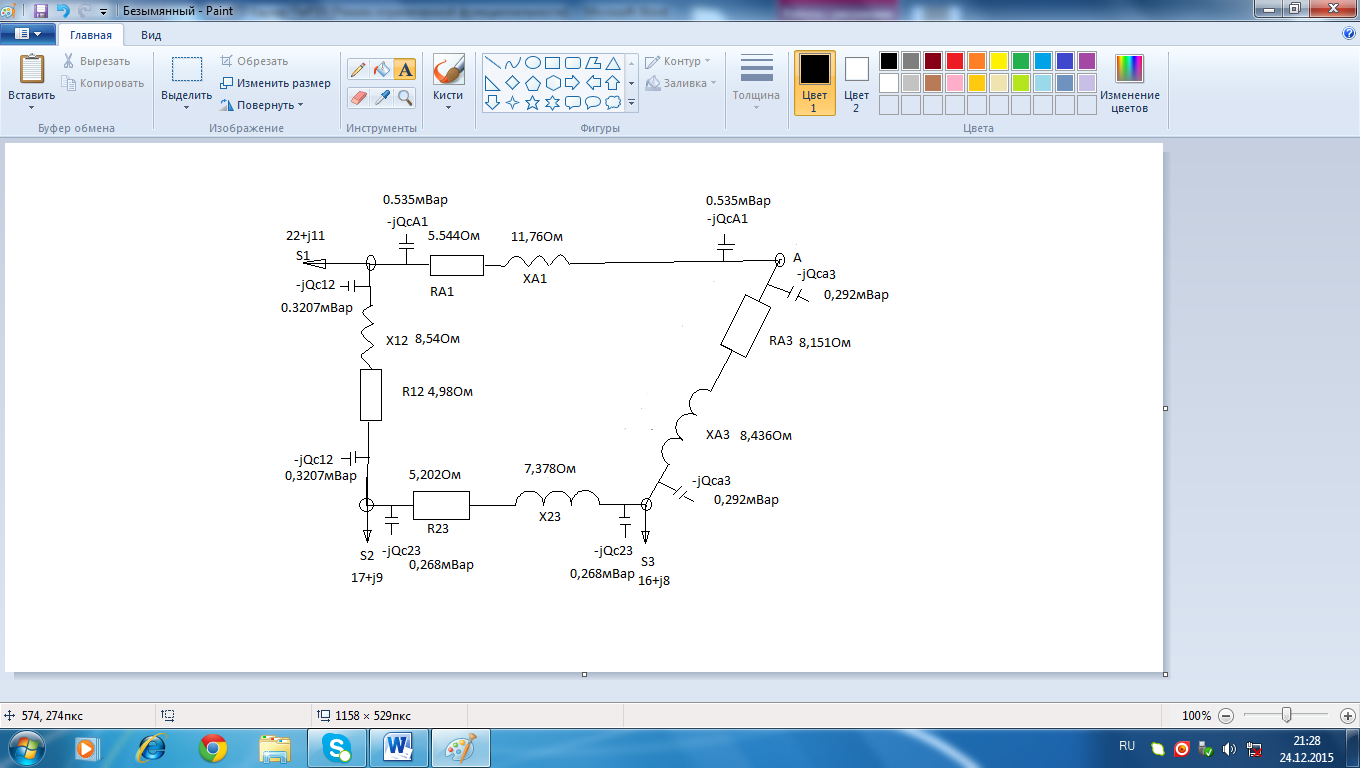 Безымянный - Paint
Главная
Вид
Вставить
Вырезать
Копировать
Буфер обмена
Выделить
Обрезать
Изменить размер
Повернуть
Изображение
Инструменты
Кисти
Контур
Заливка
Фигуры
Толщина
Цвет 1
Цвет 2
Изменение цветов
Цвета
0.535мВар
-jQcA1
0.535мВар
-jQcA1
22+j11
S1
5.544Ом
11,76Ом
RA1
XA1
A
-jQca3
0,292мВар
-jQc12
0.3207мВар
X12 8,54Ом
RA3 8,151Ом
R12 4,98Ом
XA3 8,436Ом
-jQc12
0,3207мВар
5,202Ом
7,378Ом
-jQca3
0,292мВар
R23
X23
S2
-jQc23
0,268мВар
17+j9
-jQc23
0,268мВар
S3
16+j8
574, 274пкс
1158 × 529пкс
100%
RU
21:28
24.12.2015